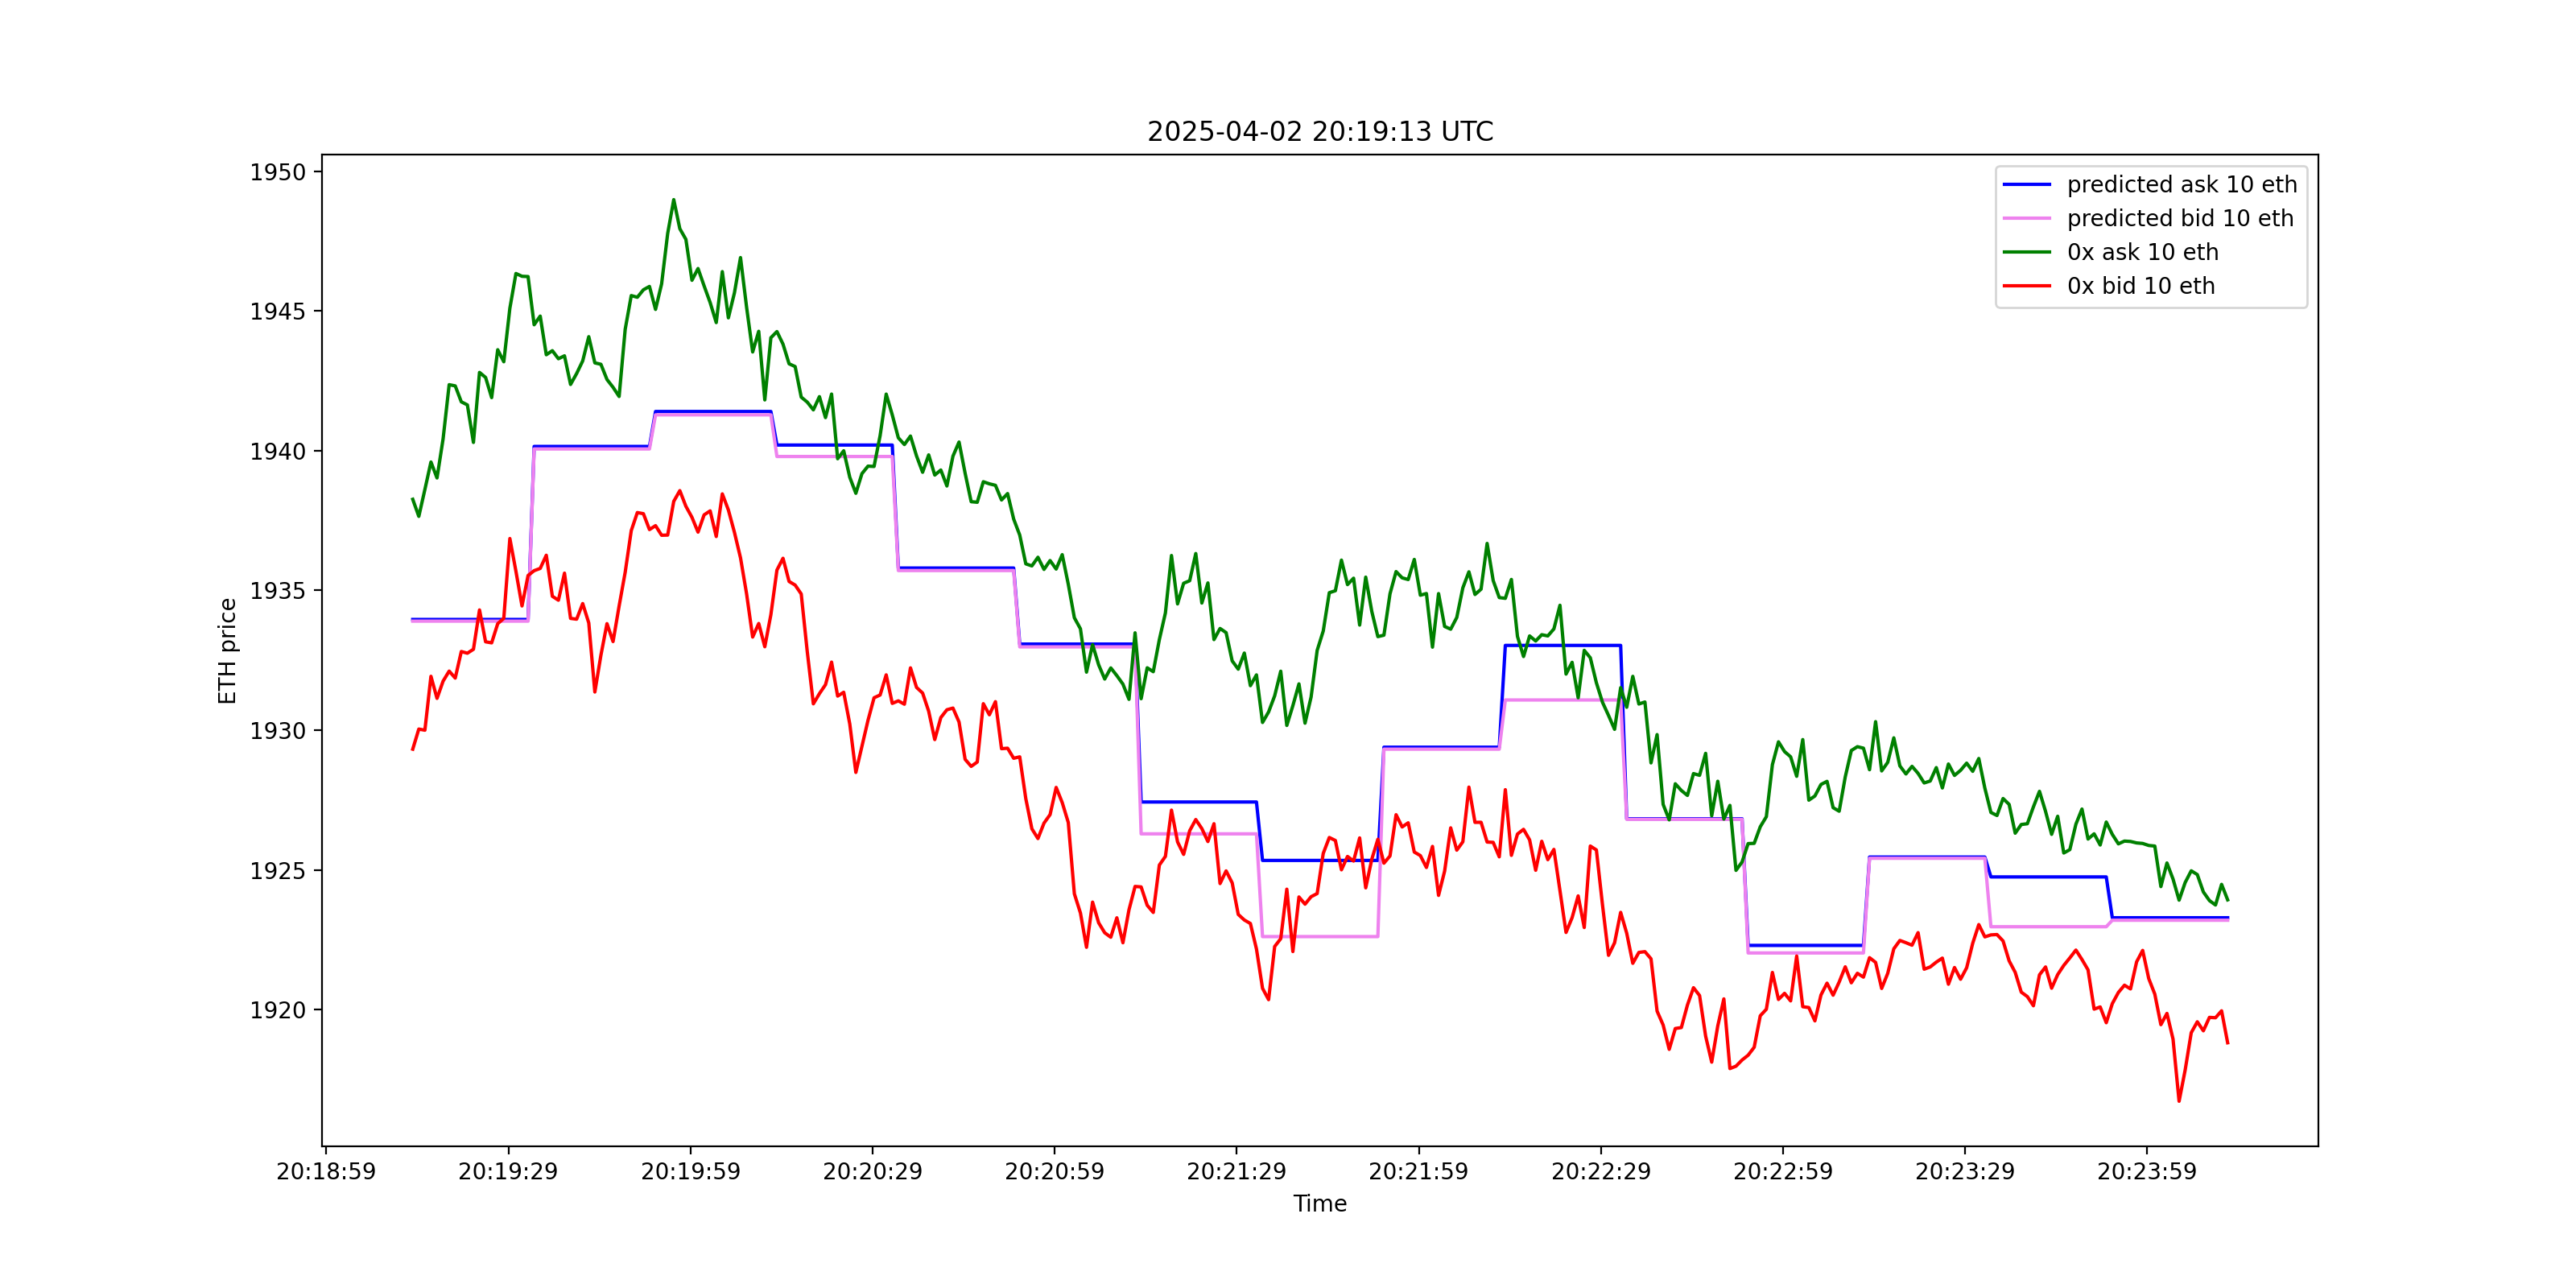 2025-04-02 20:19:13 UTC
predicted ask 10 eth
predicted bid 10 eth
0x ask 10 eth
0x bid 10 eth
ETH price
1950
1945
1940
1935
1930
1925
1920
20:18:59 20:19:29 20:19:59 20:20:29 20:20:59 20:21:29 20:21:59 20:22:29 20:22:59 20:23:29 20:23:59
Time